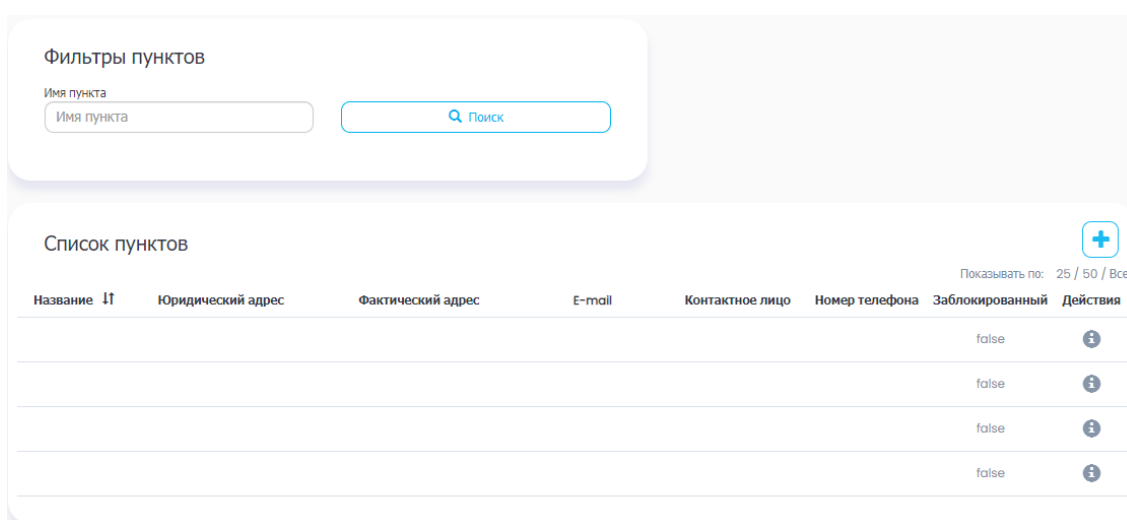 Фильтры пунктов
Имя пункта
Имя пункта
Поиск
Список пунктов
Показывать по: 25 / 50 / Все
Название Юридический адрес Фактический адрес E-mail Контактное лицо Номер телефона Заблокированный Действия
false
false
false
false